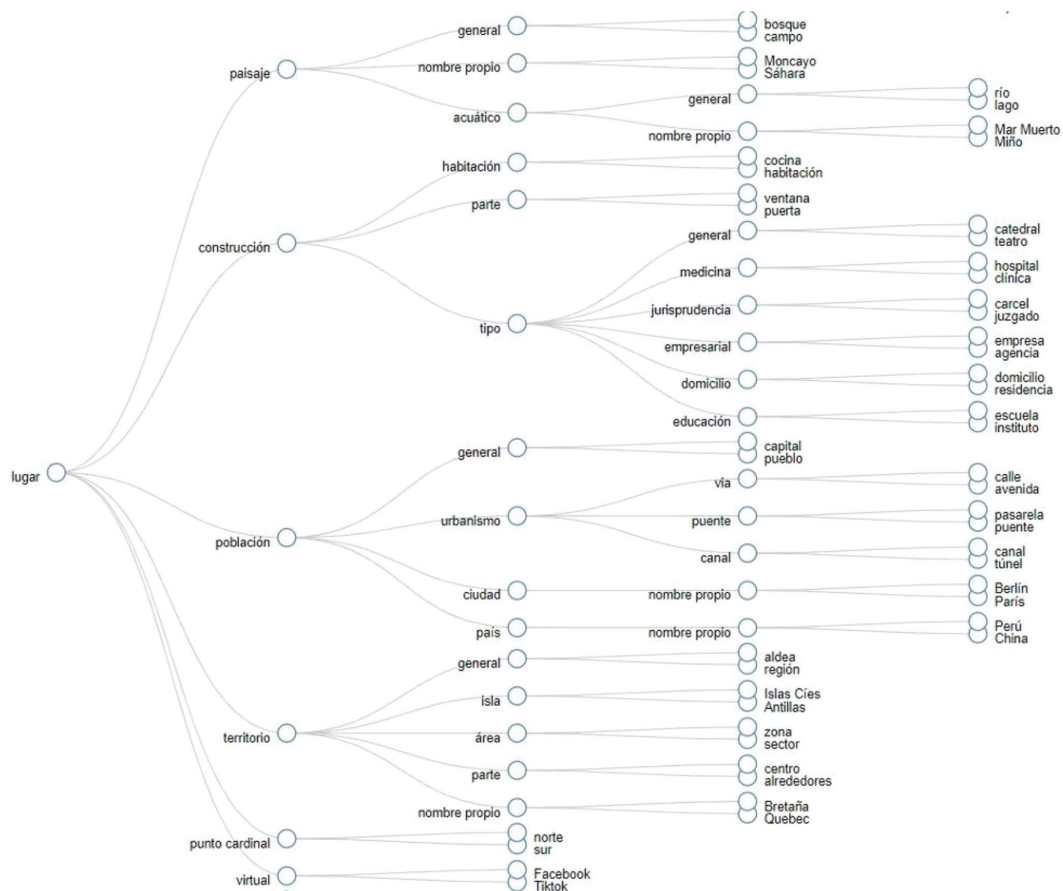 general
bosque
campo
paisaje
nombre propio
Moncayo
Sáhara
acuático
general
río
lago
nombre propio
Mar Muerto
Miño
habitación
cocina
habitación
parte
ventana
puerta
construcción
general
catedral
teatro
medicina
hospital
clínica
tipo
jurisprudencia
carcel
juzgado
empresarial
empresa
agencia
domicilio
domicilio
residencia
educación
escuela
instituto
lugar
general
capital
pueblo
vía
calle
avenida
población
urbanismo
puente
pasarela
puente
canal
canal
túnel
ciudad
nombre propio
Berlín
París
país
nombre propio
Perú
China
general
aldea
región
isla
Islas Cíes
Antillas
territorio
área
zona
sector
parte
centro
alrededores
nombre propio
Bretaña
Quebec
punto cardinal
norte
sur
virtual
Facebook
Tiktok